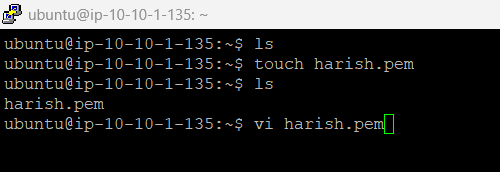 ubuntu@ip-10-10-1-135: ~
ubuntu@ip-10-10-1-135:~$ ls
ubuntu@ip-10-10-1-135:~$ touch harish.pem
ubuntu@ip-10-10-1-135:~$ ls
harish.pem
ubuntu@ip-10-10-1-135:~$ vi harish.pem